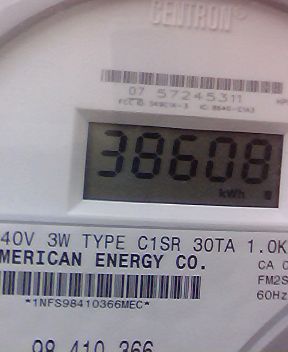 CENTRON®
07 57245311
38608
kWh
40V 3W TYPE C1SR 30TA 1.0K
MERICAN ENERGY CO.
CA 0
FM2S
60Hz
*1NFS98410366MEC*
98 410 366